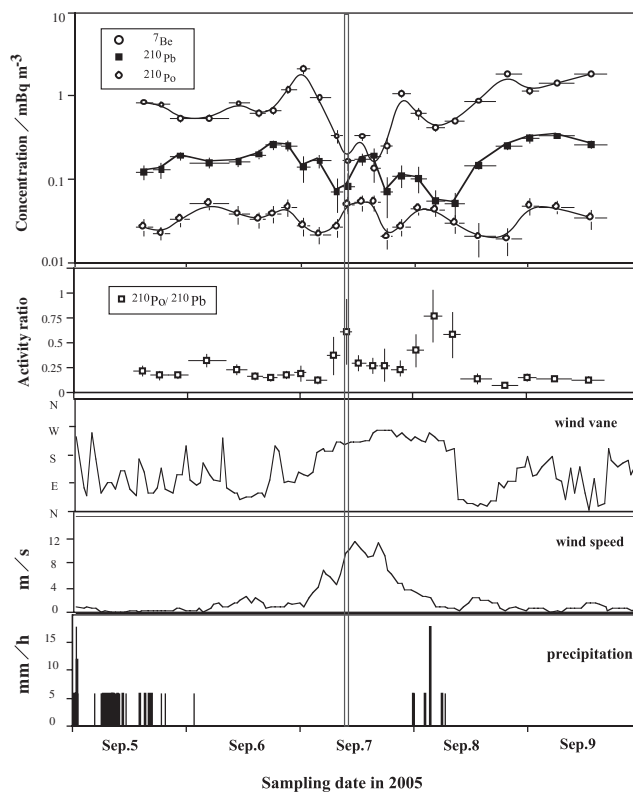 10
1
0.1
0.01
Concentration / mBq m⁻³
⁷Be
²¹⁰Pb
²¹⁰Po
1
0.75
0.5
0.25
0
Activity ratio
²¹⁰Po/ ²¹⁰Pb
N
W
S
E
N
wind vane
12
8
4
0
m/s
wind speed
15
10
5
0
mm/h
precipitation
Sep.5 Sep.6 Sep.7 Sep.8 Sep.9
Sampling date in 2005